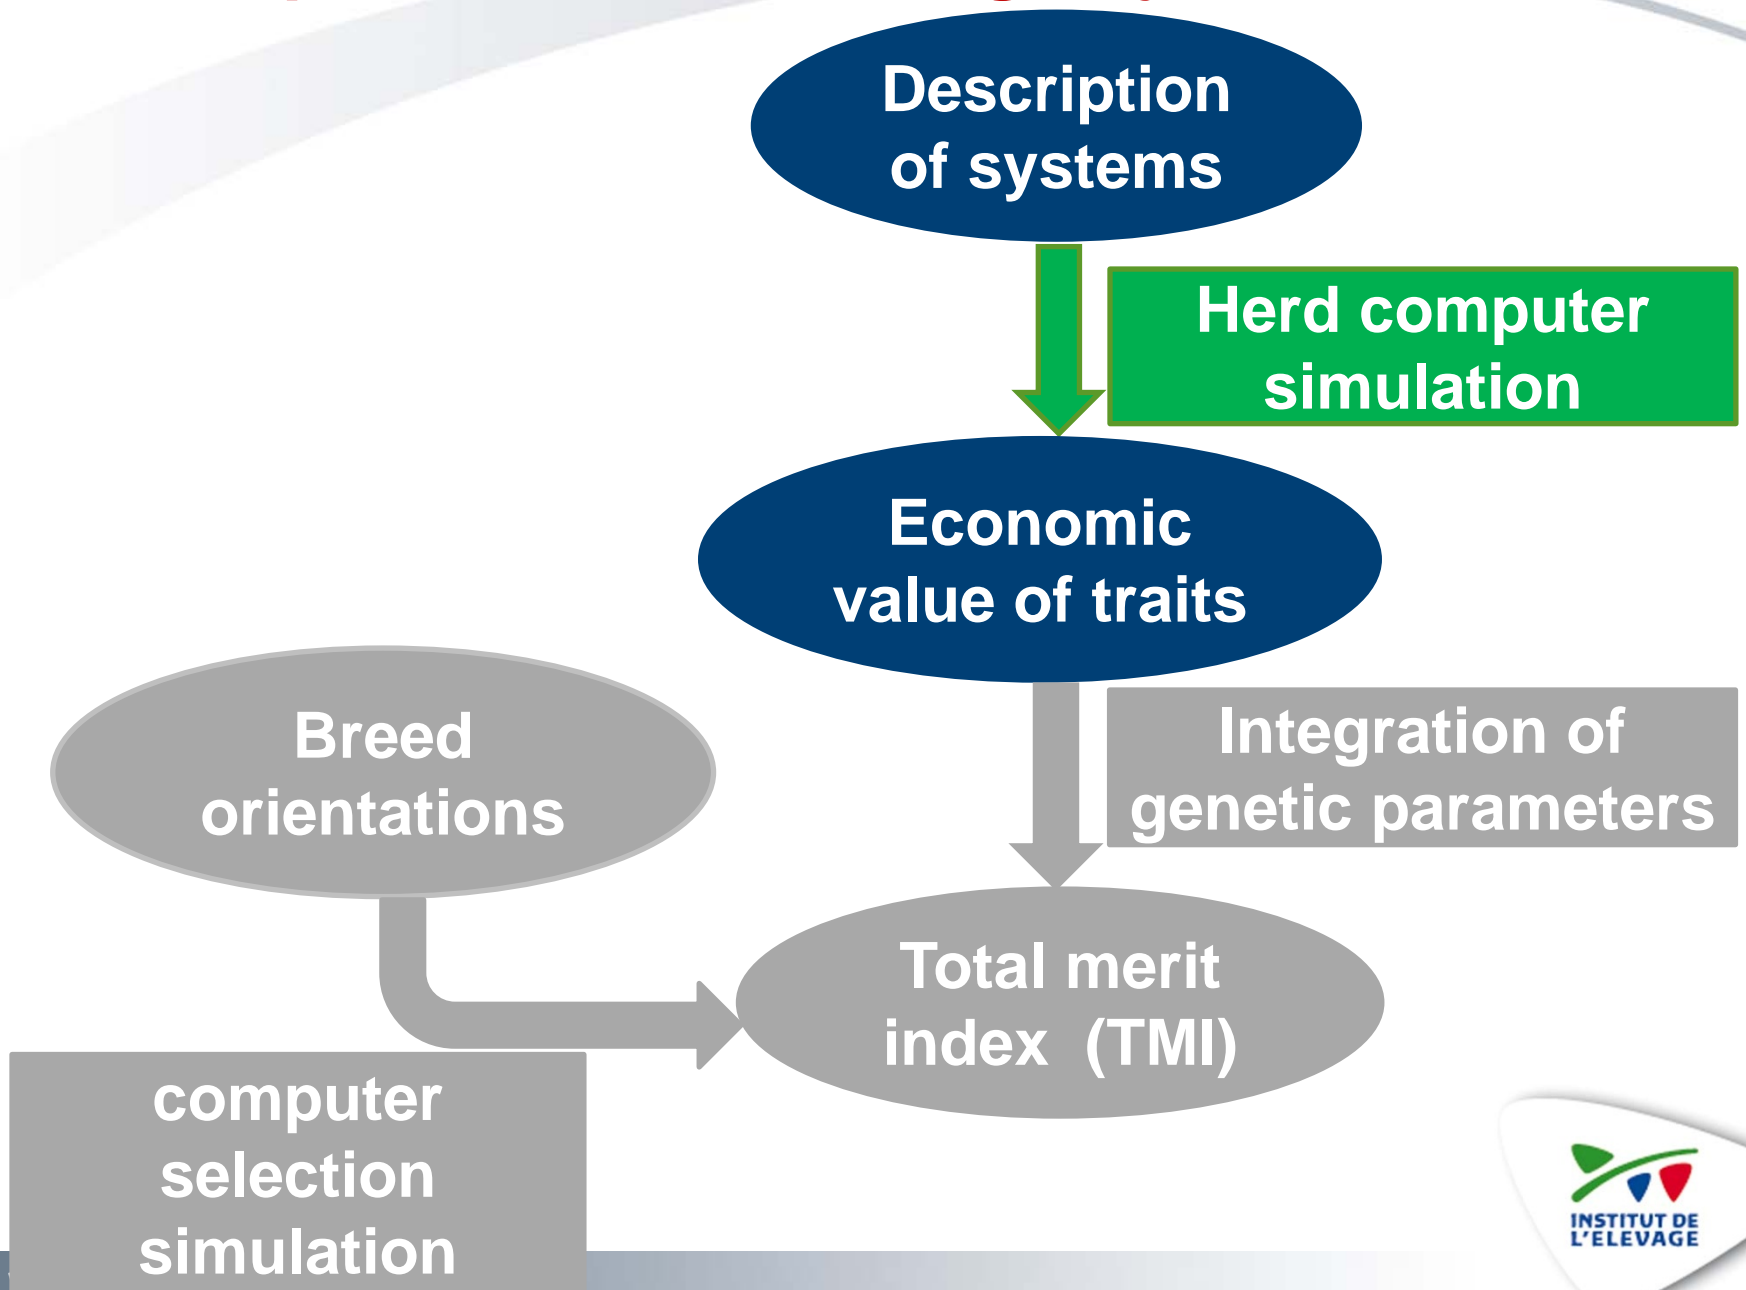 Description
of systems
Herd computer
simulation
Economic
value of traits
Breed
orientations
Integration of
genetic parameters
Total merit
index (TMI)
computer
selection
simulation
INSTITUT DE
L'ELEVAGE